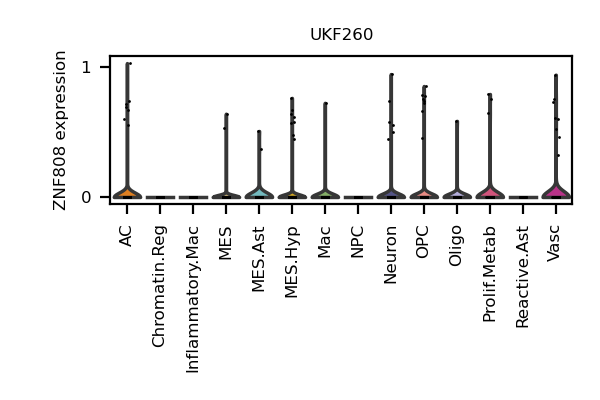 UKF260
ZNF808 expression
1
0
AC
Chromatin.Reg
Inflammatory.Mac
MES
MES.Ast
MES.Hyp
Mac
NPC
Neuron
OPC
Oligo
Prolif.Metab
Reactive.Ast
Vasc